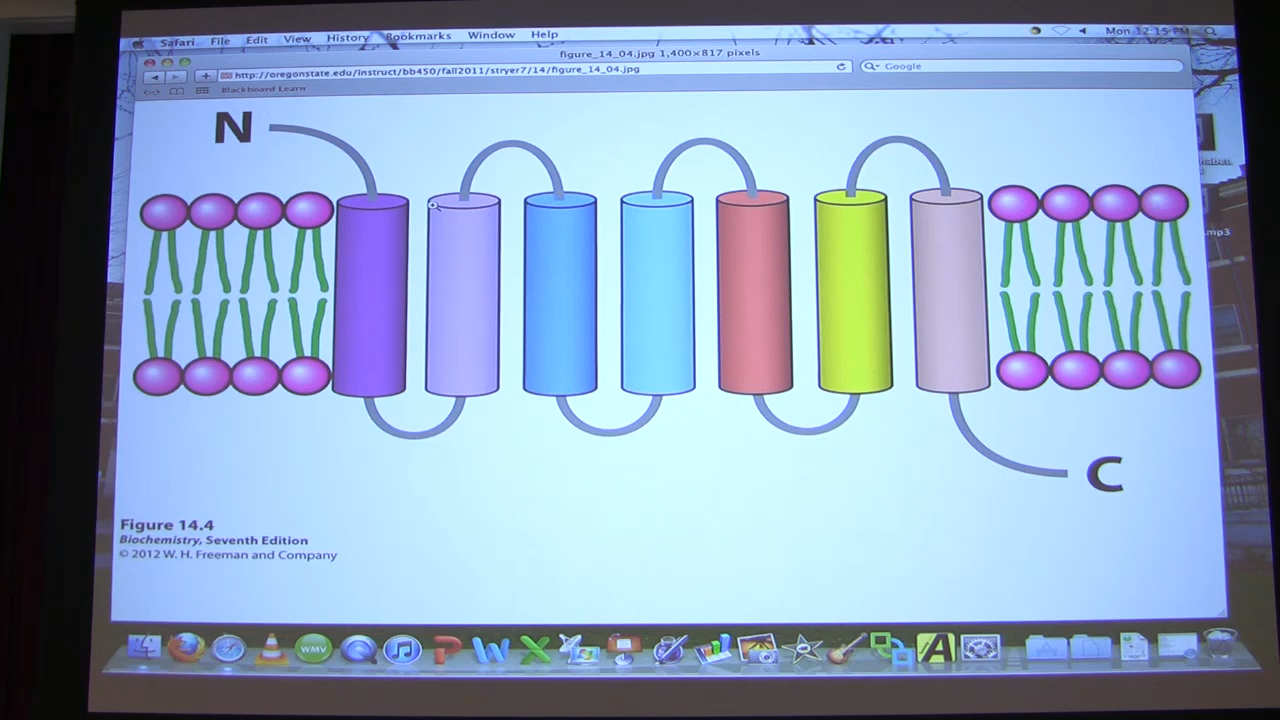 Safari File Edit View History Bookmarks Window Help Mon 12:15 PM
figure_14_04.jpg 1,400×817 pixels
http://oregonstate.edu/instruct/bb450/fall2011/stryer7/14/figure_14_04.jpg Google
Blackboard Learn
N
.mp3
C
Figure 14.4
Biochemistry, Seventh Edition
© 2012 W. H. Freeman and Company
WMV